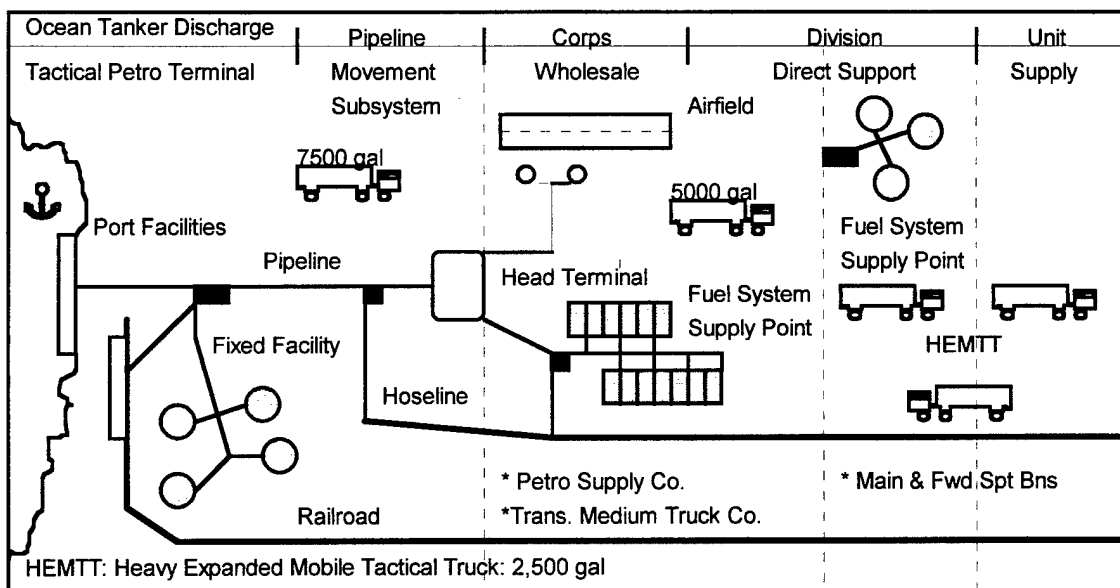 Ocean Tanker Discharge
Pipeline
Corps
Division
Unit
Tactical Petro Terminal
Movement
Wholesale
Direct Support
Supply
Subsystem
Airfield
7500 gal
5000 gal
Port Facilities
Fuel System
Supply Point
Pipeline
Head Terminal
Fuel System
Supply Point
HEMTT
Fixed Facility
Hoseline
* Petro Supply Co.
*Trans. Medium Truck Co.
* Main & Fwd Spt Bns
Railroad
HEMTT: Heavy Expanded Mobile Tactical Truck: 2,500 gal